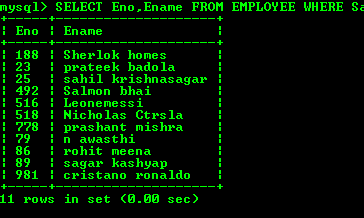 mysql> SELECT Eno,Ename FROM EMPLOYEE WHERE Sa
+------+--------------------+
| Eno | Ename |
+------+--------------------+
| 188 | Sherlok homes |
| 23 | prateek badola |
| 25 | sahil krishnasagar |
| 492 | Salmon bhai |
| 516 | Leonemessi |
| 518 | Nicholas Ctrsla |
| 778 | prashant mishra |
| 79 | n awasthi |
| 86 | rohit meena |
| 89 | sagar kashyap |
| 981 | cristano ronaldo |
+------+--------------------+
11 rows in set (0.00 sec)